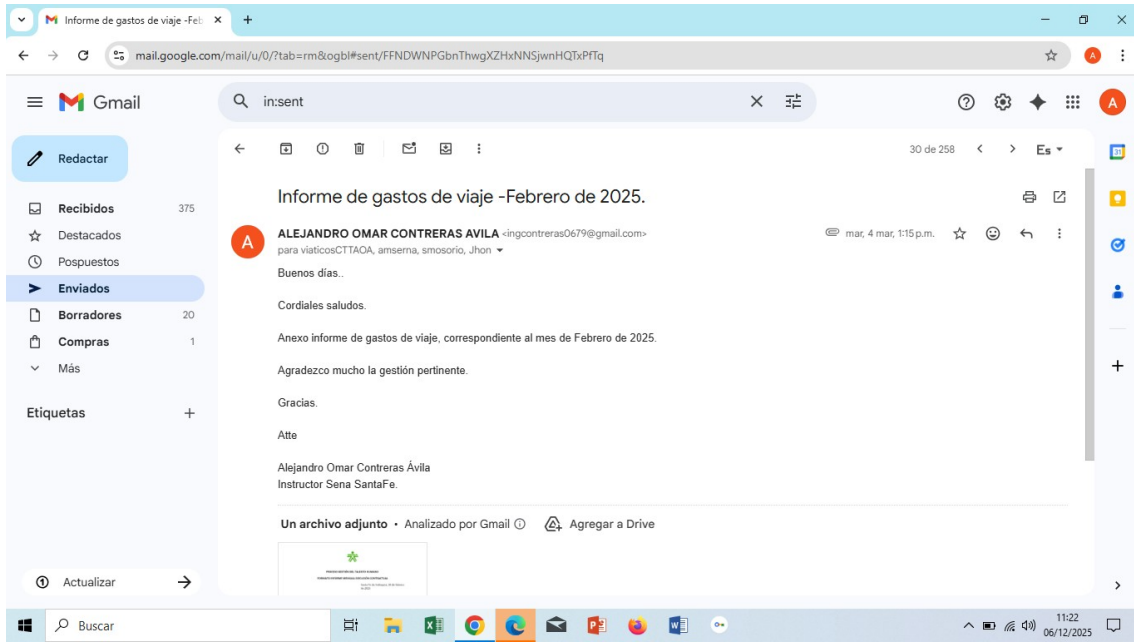 Informe de gastos de viaje -Feb
mail.google.com/mail/u/0/?tab=rm&ogbl#sent/FFNDWNPGbnThwgXZHxNNSjwnHQTxPfTq
A
Gmail
in:sent
A
Redactar
30 de 258
Es
31
Informe de gastos de viaje -Febrero de 2025.
Recibidos 375
Destacados
Pospuestos
Enviados
Borradores 20
Compras 1
Más
Etiquetas
A
ALEJANDRO OMAR CONTRERAS AVILA <ingcontreras0679@gmail.com>
mar, 4 mar, 1:15 p.m.
para viaticosCTTAOA, amserna, smosorio, Jhon
Buenos días..
Cordiales saludos.
Anexo informe de gastos de viaje, correspondiente al mes de Febrero de 2025.
Agradezco mucho la gestión pertinente.
Gracias.
Atte
Alejandro Omar Contreras Ávila
Instructor Sena SantaFe.
Un archivo adjunto • Analizado por Gmail
Agregar a Drive
Actualizar
Buscar
11:22
06/12/2025